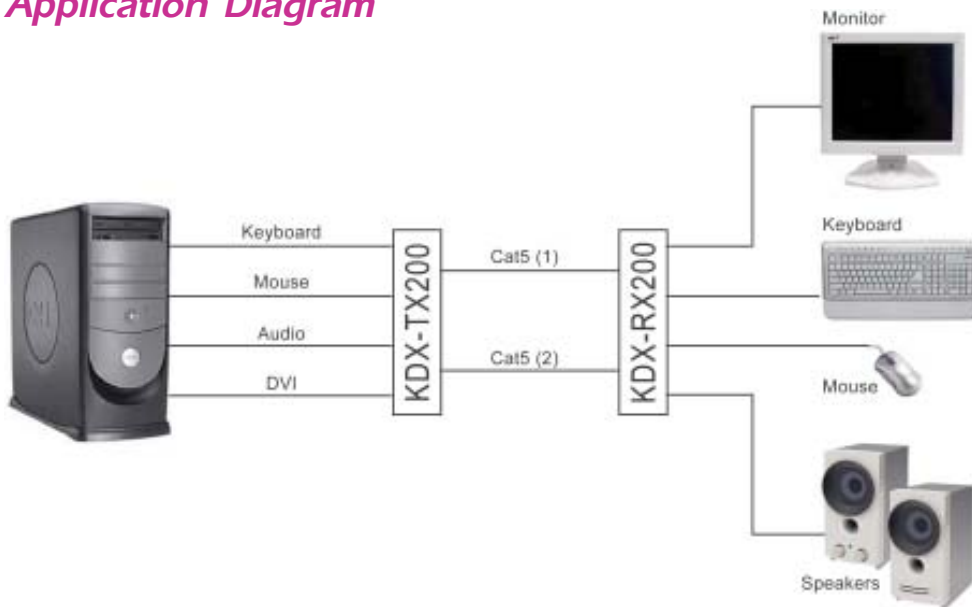 Application Diagram
Monitor
Keyboard
Keyboard
Mouse
Audio
DVI
KDX-TX200
Cat5 (1)
Cat5 (2)
KDX-RX200
Mouse
Speakers